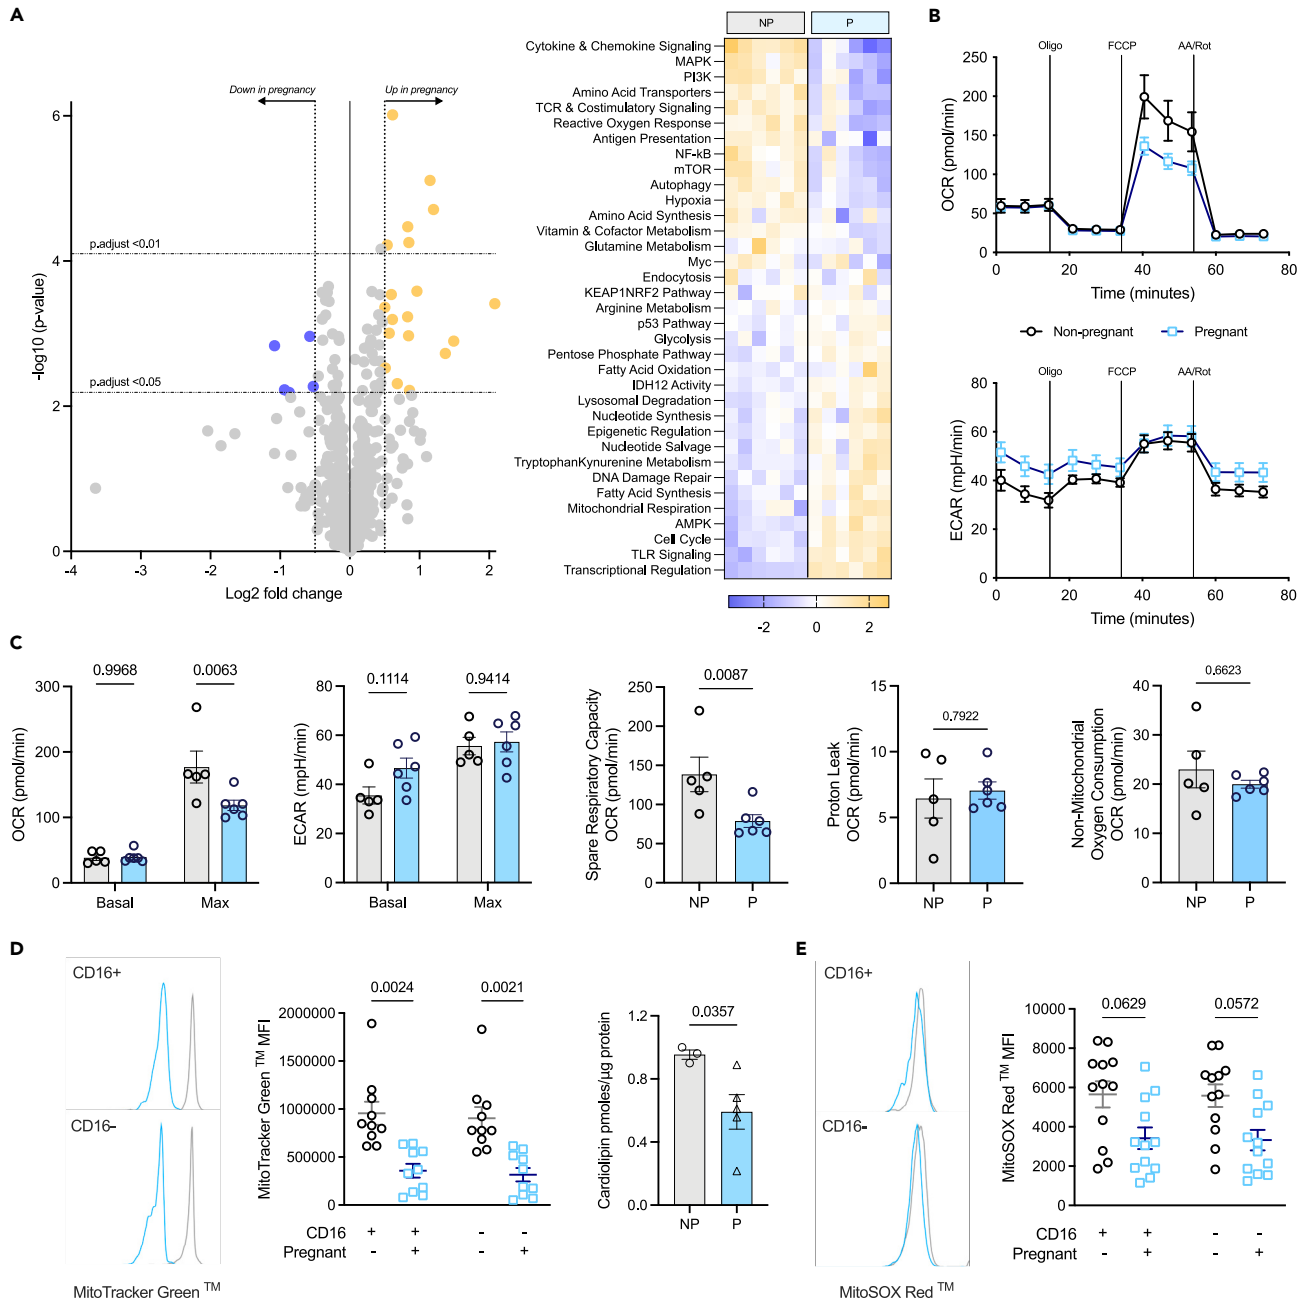 A
NP
P
Down in pregnancy
Up in pregnancy
6
4
2
0
p.adjust <0.01
p.adjust <0.05
-log10 (p-value)
-4
-3
-2
-1
0
1
2
Log2 fold change
Cytokine & Chemokine Signaling
MAPK
PI3K
Amino Acid Transporters
TCR & Costimulatory Signaling
Reactive Oxygen Response
Antigen Presentation
NF-kB
mTOR
Autophagy
Hypoxia
Amino Acid Synthesis
Vitamin & Cofactor Metabolism
Glutamine Metabolism
Myc
Endocytosis
KEAP1NRF2 Pathway
Arginine Metabolism
p53 Pathway
Glycolysis
Pentose Phosphate Pathway
Fatty Acid Oxidation
IDH12 Activity
Lysosomal Degradation
Nucleotide Synthesis
Epigenetic Regulation
Nucleotide Salvage
TryptophanKynurenine Metabolism
DNA Damage Repair
Fatty Acid Synthesis
Mitochondrial Respiration
AMPK
Cell Cycle
TLR Signaling
Transcriptional Regulation
-2
0
2
B
Oligo
FCCP
AA/Rot
250
200
150
100
50
0
OCR (pmol/min)
0
20
40
60
80
Time (minutes)
Non-pregnant
Pregnant
Oligo
FCCP
AA/Rot
80
60
40
20
0
ECAR (mpH/min)
0
20
40
60
80
Time (minutes)
C
0.9968
0.0063
300
200
100
0
OCR (pmol/min)
Basal
Max
0.1114
0.9414
80
60
40
20
0
ECAR (mpH/min)
Basal
Max
0.0087
250
200
150
100
50
0
Spare Respiratory Capacity
OCR (pmol/min)
NP
P
0.7922
15
10
5
0
Proton Leak
OCR (pmol/min)
NP
P
0.6623
40
30
20
10
0
Non-Mitochondrial
Oxygen Consumption
OCR (pmol/min)
NP
P
D
CD16+
CD16-
MitoTracker Green ™
0.0024
0.0021
2000000
1500000
1000000
500000
0
MitoTracker Green ™ MFI
CD16
+
+
-
-
Pregnant
-
+
-
+
0.0357
1.2
0.8
0.4
0.0
Cardiolipin pmoles/µg protein
NP
P
E
CD16+
CD16-
MitoSOX Red ™
0.0629
0.0572
10000
8000
6000
4000
2000
0
MitoSOX Red ™ MFI
CD16
+
+
-
-
Pregnant
-
+
-
+